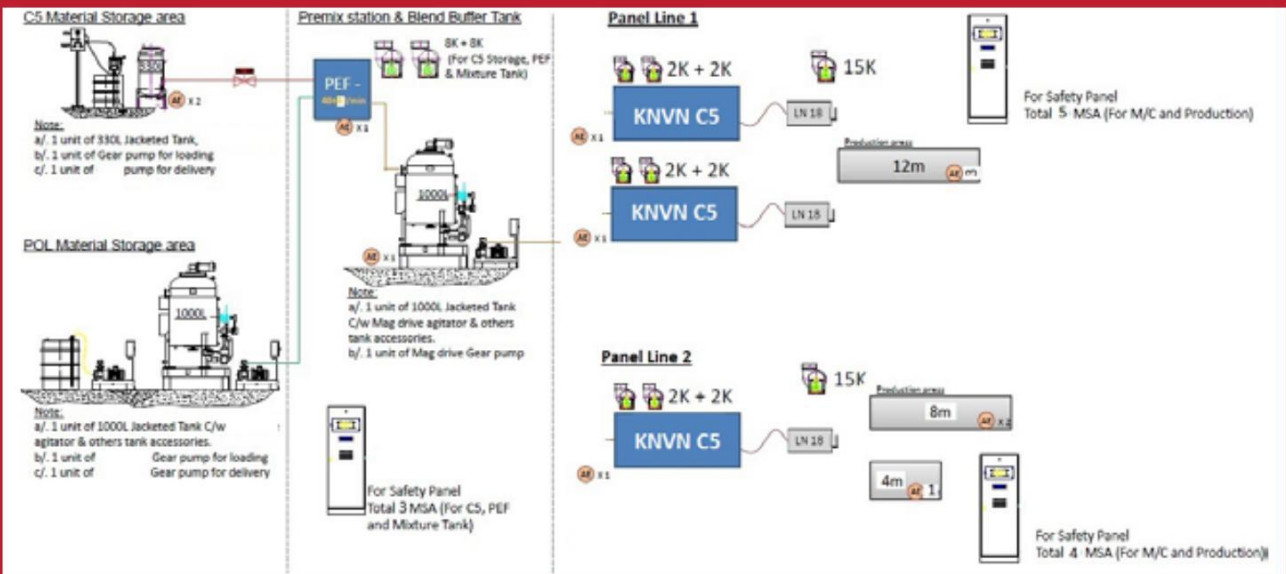 C5 Material Storage area
330
AE X 2
Note:
a/. 1 unit of 330L Jacketed Tank,
b/. 1 unit of Gear pump for loading
c/. 1 unit of pump for delivery
POL Material Storage area
1000L
Note:
a/. 1 unit of 1000L Jacketed Tank C/w
agitator & others tank accessories.
b/. 1 unit of Gear pump for loading
c/. 1 unit of Gear pump for delivery
Premix station & Blend Buffer Tank
8K + 8K
(For C5 Storage, PEF
& Mixture Tank)
PEF -
AE X 1
1000L
AE X 1
Note:
a/. 1 unit of 1000L Jacketed Tank
C/w Mag drive agitator & others
tank accessories.
b/. 1 unit of Mag drive Gear pump
For Safety Panel
Total 3 MSA (For C5, PEF
and Mixture Tank)
Panel Line 1
2K + 2K
15K
KNVN C5
LN 18
AE X 1
For Safety Panel
Total 5 MSA (For M/C and Production)
Production press
12m
AE 3
2K + 2K
KNVN C5
LN 18
AE X 1
Panel Line 2
2K + 2K
15K
KNVN C5
LN 18
AE X 1
Production press
8m
AE X 2
4m
AE 1
For Safety Panel
Total 4 MSA (For M/C and Production)